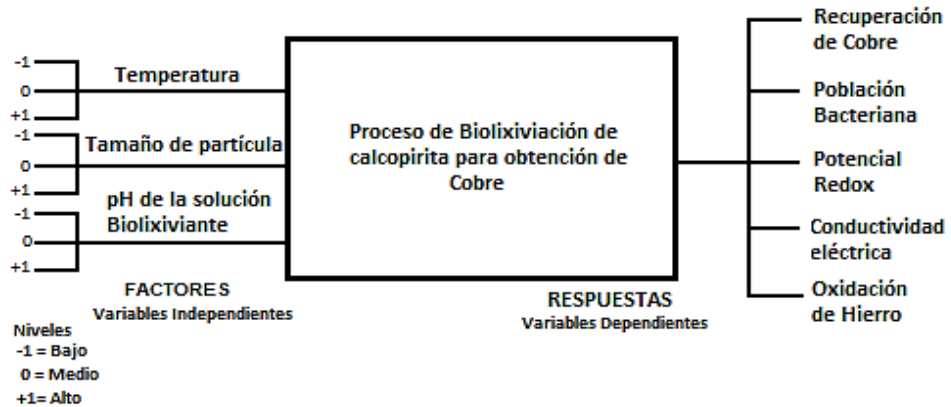 -1
0
+1
Temperatura
-1
0
+1
Tamaño de partícula
-1
0
+1
pH de la solución
Biolixiviante
FACTORES
Variables Independientes
Niveles
-1 = Bajo
0 = Medio
+1= Alto
Proceso de Biolixiviación de
calcopirita para obtención de
Cobre
RESPUESTAS
Variables Dependientes
Recuperación
de Cobre
Población
Bacteriana
Potencial
Redox
Conductividad
eléctrica
Oxidación
de Hierro